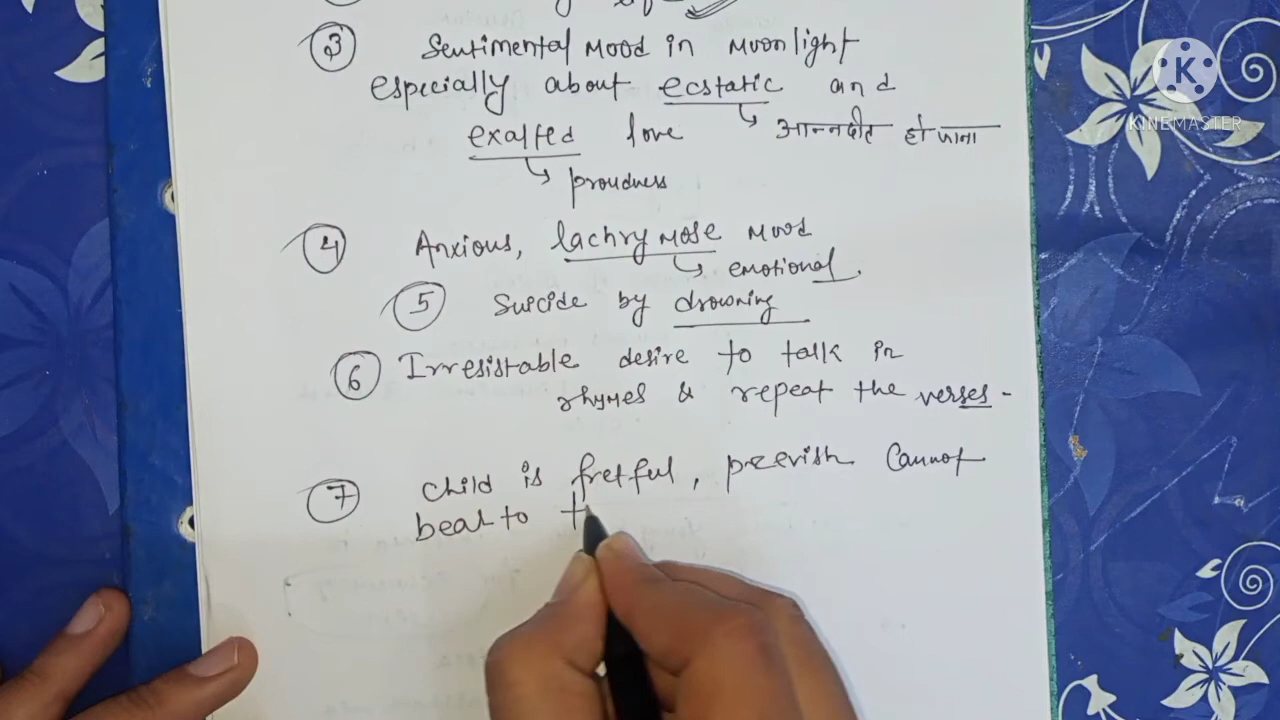 ③ Sentimental Mood in Moonlight
especially about ecstatic and
exalted love ↳ आन्नदीत हो जाना
↳ proudness
④ Anxious, lachrymose Mood
↳ emotional.
⑤ Suicide by drowning
⑥ Irresistable desire to talk in
rhymes & repeat the verses -
⑦ Child is fretful, peevish Cannot
bear to t
K
KINEMASTER